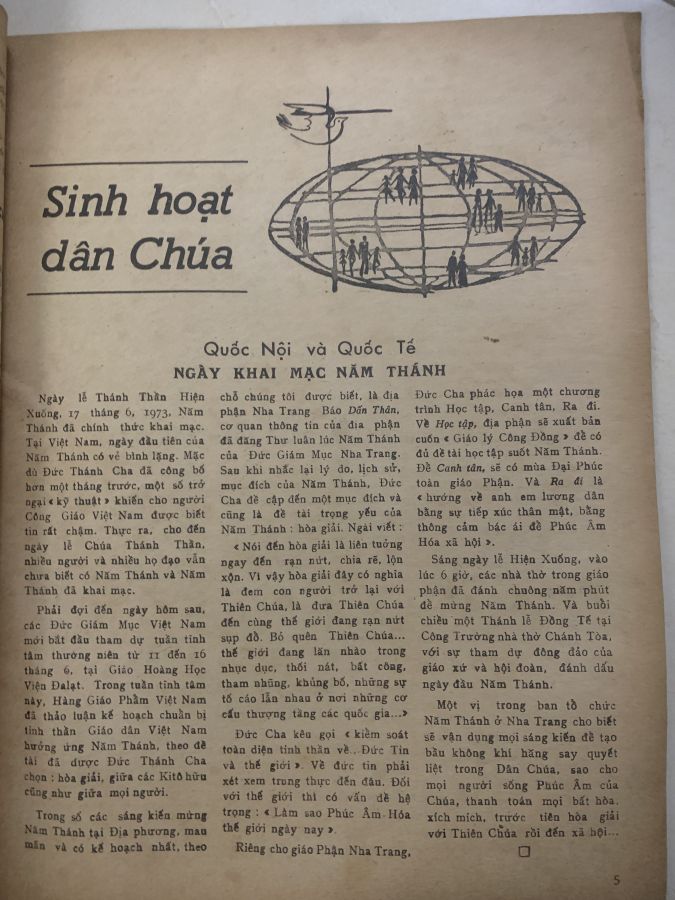 Sinh hoạt
dân Chúa
Quốc Nội và Quốc Tế
NGÀY KHAI MẠC NĂM THÁNH
Ngày lễ Thánh Thần Hiện
Xuống, 17 tháng 6, 1973, Năm
Thánh đã chính thức khai mạc.
Tại Việt Nam, ngày đầu tiên của
Năm Thánh có vẻ bình lặng. Mặc
dù Đức Thánh Cha đã công bố
hơn một tháng trước, một số trở
ngại « kỹ thuật » khiến cho người
Công Giáo Việt Nam được biết
tin rất chậm. Thực ra, cho đến
ngày lễ Chúa Thánh Thần,
nhiều người và nhiều họ đạo vẫn
chưa biết có Năm Thánh và Năm
Thánh đã khai mạc.
Phải đợi đến ngày hôm sau,
các Đức Giám Mục Việt Nam
mới bắt đầu tham dự tuần tĩnh
tâm thường niên từ 11 đến 16
tháng 6, tại Giáo Hoàng Học
Viện Đalạt. Trong tuần tĩnh tâm
này, Hàng Giáo Phẩm Việt Nam
đã thảo luận kế hoạch chuẩn bị
tinh thần Giáo dân Việt Nam
hưởng ứng Năm Thánh, theo đề
tài đã được Đức Thánh Cha
chọn : hòa giải, giữa các Kitô hữu
cũng như giữa mọi người.
Trong số các sáng kiến mừng
Năm Thánh tại Địa phương, mau
mắn và có kế hoạch nhất, theo
chỗ chúng tôi được biết, là địa
phận Nha Trang Báo Dấn Thân,
cơ quan thông tin của địa phận
đã đăng Thư luân lúc Năm Thánh
của Đức Giám Mục Nha Trang.
Sau khi nhắc lại lý do, lịch sử,
mục đích của Năm Thánh, Đức
Cha đề cập đến một mục đích và
cũng là đề tài trọng yếu của
Năm Thánh : hòa giải. Ngài viết :
« Nói đến hòa giải là liên tưởng
ngay đến rạn nứt, chia rẽ, lộn
xộn. Vì vậy hòa giải đây có nghĩa
là đem con người trở lại với
Thiên Chúa, là đưa Thiên Chúa
đến cùng thế giới đang rạn nứt
sụp đổ. Bỏ quên Thiên Chúa...
thế giới đang lăn nhào trong
nhục dục, thối nát, bất công,
tham nhũng, khủng bố, những sự
tố cáo lẫn nhau ở nơi những cơ
cấu thượng tầng các quốc gia...»
Đức Cha kêu gọi « kiểm soát
toàn diện tinh thần về... Đức Tin
và thế giới ». Về đức tin phải
xét xem trong thực đến đâu. Đối
với thế giới thì có vấn đề hệ
trọng : « Làm sao Phúc Âm Hóa
thế giới ngày nay ».
Riêng cho giáo Phận Nha Trang,
Đức Cha phác họa một chương
trình Học tập, Canh tân, Ra đi.
Về Học tập, địa phận sẽ xuất bản
cuốn « Giáo lý Công Đồng » để có
đủ đề tài học tập suốt Năm Thánh.
Để Canh tân, sẽ có mùa Đại Phúc
toàn giáo Phận. Và Ra đi là
« hướng về anh em lương dân
bằng sự tiếp xúc thân mật, bằng
thông cảm bác ái để Phúc Âm
Hóa xã hội ».
Sáng ngày lễ Hiện Xuống, vào
lúc 6 giờ, các nhà thờ trong giáo
phận đã đánh chuông năm phút
để mừng Năm Thánh. Và buổi
chiều một Thánh lễ Đồng Tế tại
Công Trường nhà thờ Chánh Tòa,
với sự tham dự đông đảo của
giáo xứ và hội đoàn, đánh dấu
ngày đầu Năm Thánh.
Một vị trong ban tổ chức
Năm Thánh ở Nha Trang cho biết
sẽ vận dụng mọi sáng kiến để tạo
bầu không khí hăng say quyết
liệt trong Dân Chúa, sao cho
mọi người sống Phúc Âm của
Chúa, thanh toán mọi bất hòa,
xích mích, trước tiên hòa giải
với Thiên Chúa rồi đến xã hội...
5